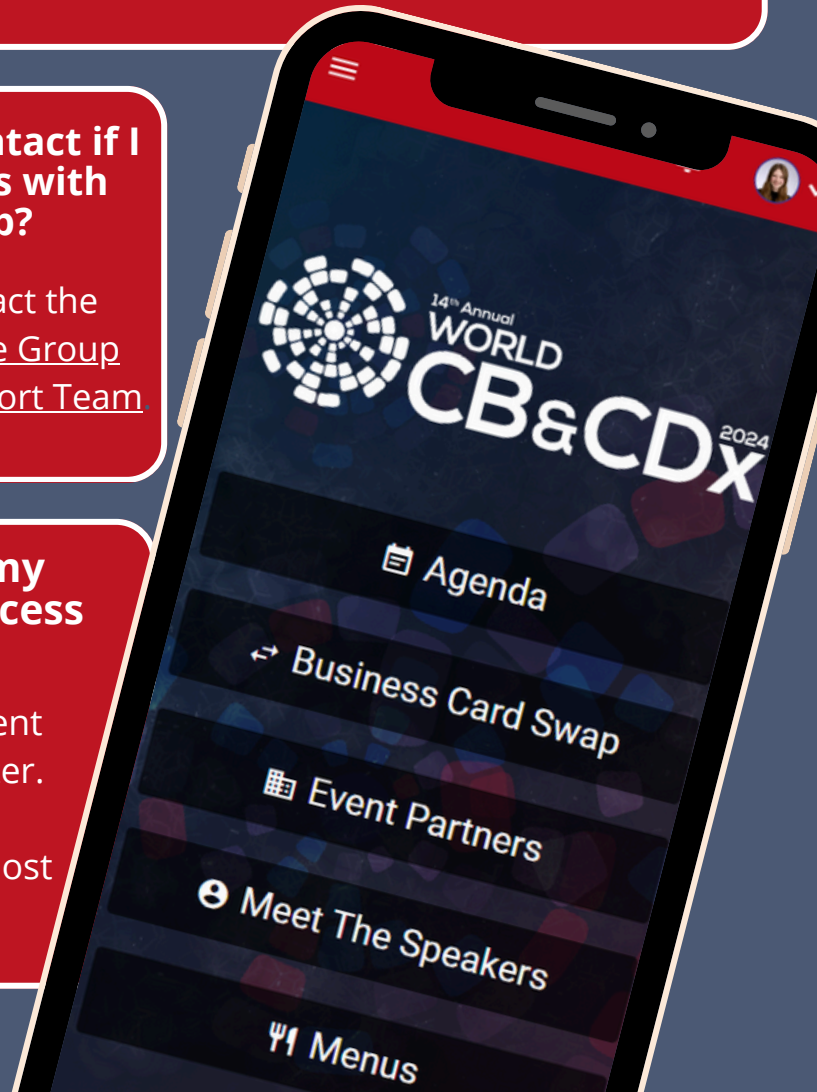 ntact if I
s with
p?
act the
e Group
ort Team.
my
cess
ent
er.
ost
14th Annual
WORLD
CB&CDx
2024
Agenda
Business Card Swap
Event Partners
Meet The Speakers
Menus